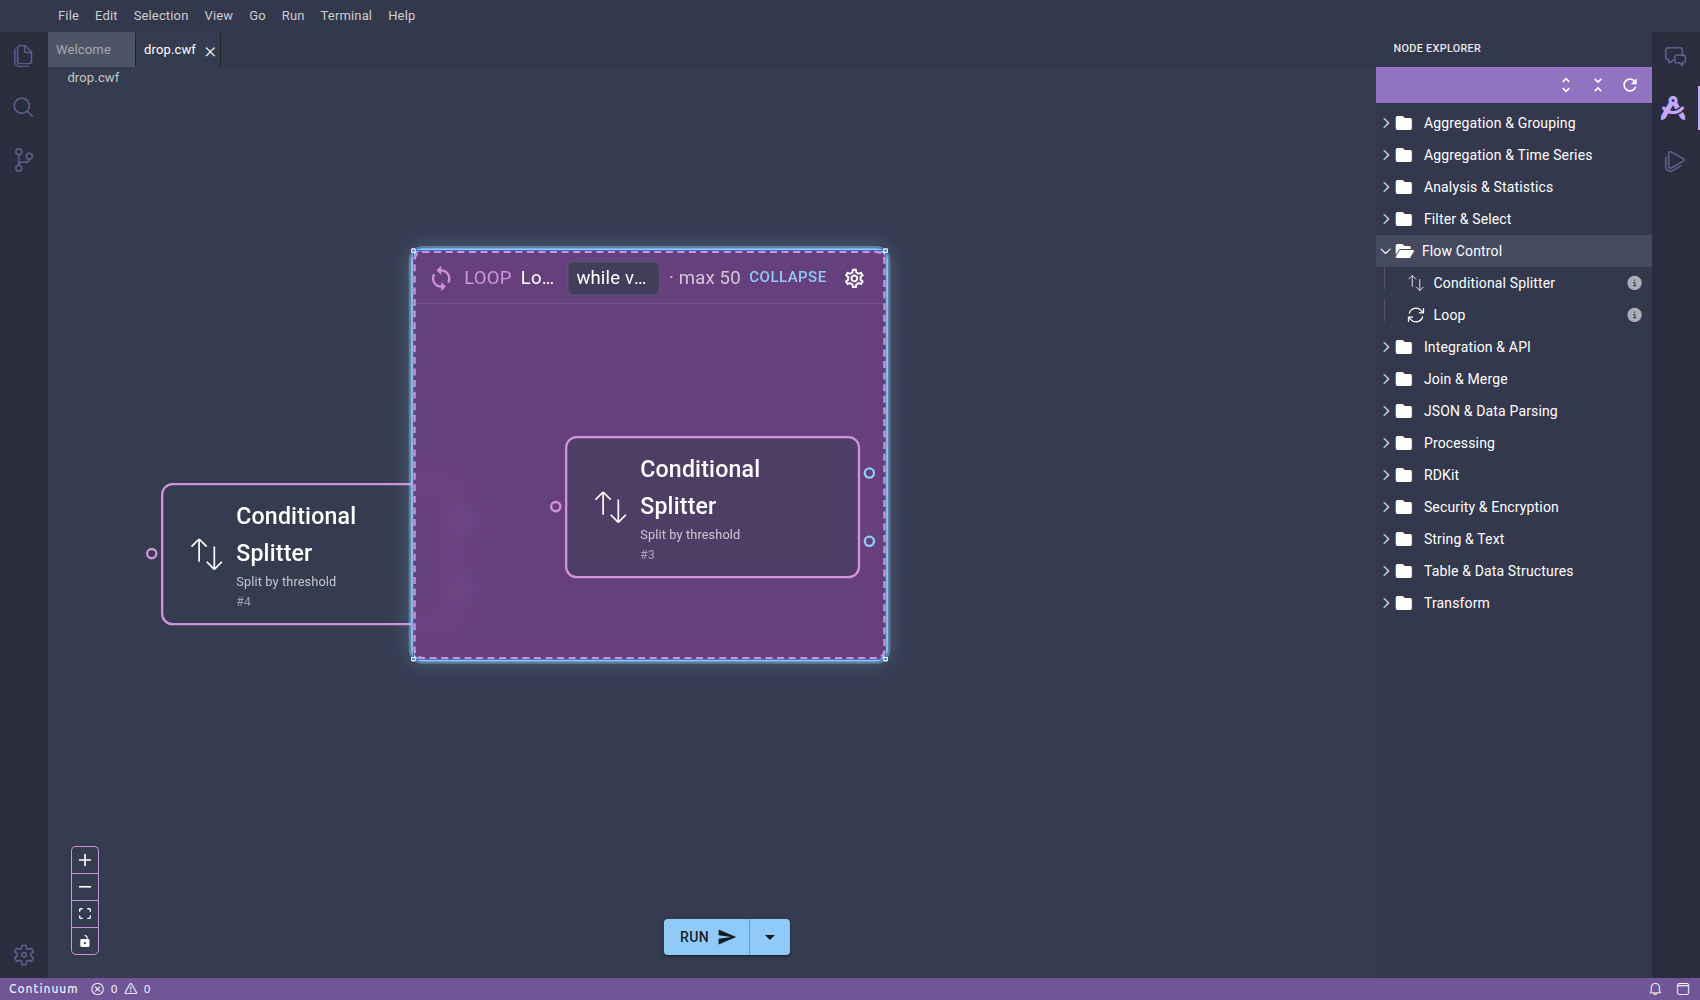 File Edit Selection View Go Run Terminal Help
Welcome drop.cwf
drop.cwf
NODE EXPLORER
Aggregation & Grouping
Aggregation & Time Series
Analysis & Statistics
Filter & Select
Flow Control
Conditional Splitter
Loop
Integration & API
Join & Merge
JSON & Data Parsing
Processing
RDKit
Security & Encryption
String & Text
Table & Data Structures
Transform
LOOP Lo... while v... · max 50 COLLAPSE
Conditional
Splitter
Split by threshold
#3
Conditional
Splitter
Split by threshold
#4
RUN
Continuum 0 0